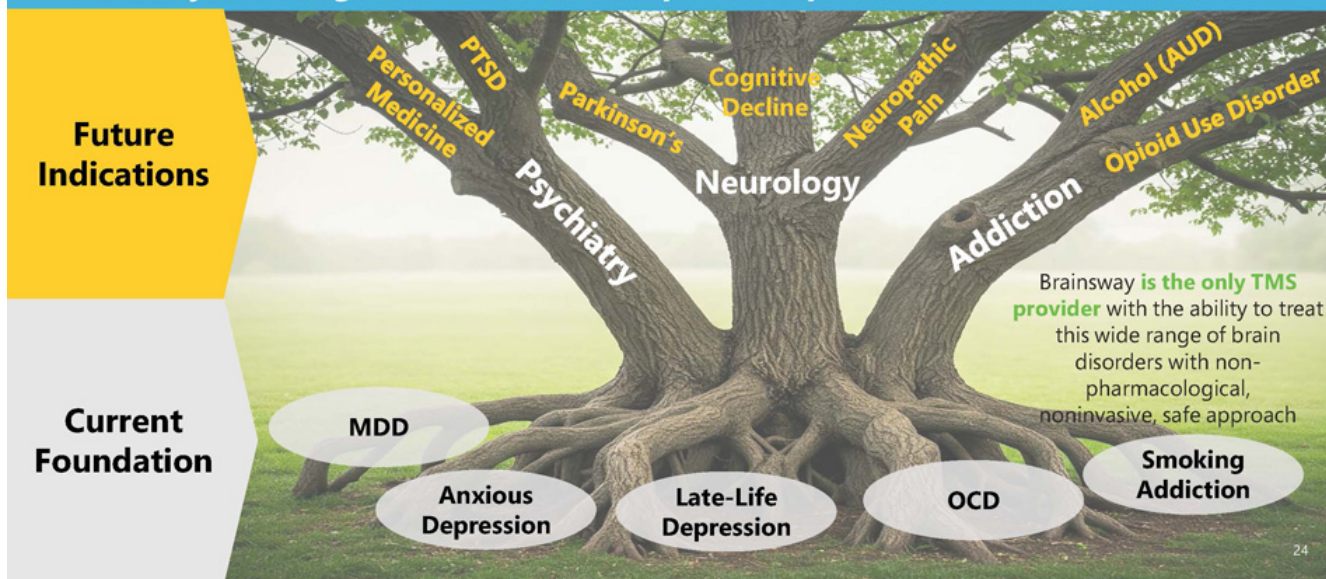 Future
Indications
Personalized
Medicine
PTSD
Parkinson's
Cognitive
Decline
Neuropathic
Pain
Alcohol (AUD)
Opioid Use Disorder
Psychiatry
Neurology
Addiction
Brainsway is the only TMS
provider with the ability to treat
this wide range of brain
disorders with non-
pharmacological,
noninvasive, safe approach
Current
Foundation
MDD
Anxious
Depression
Late-Life
Depression
OCD
Smoking
Addiction
24